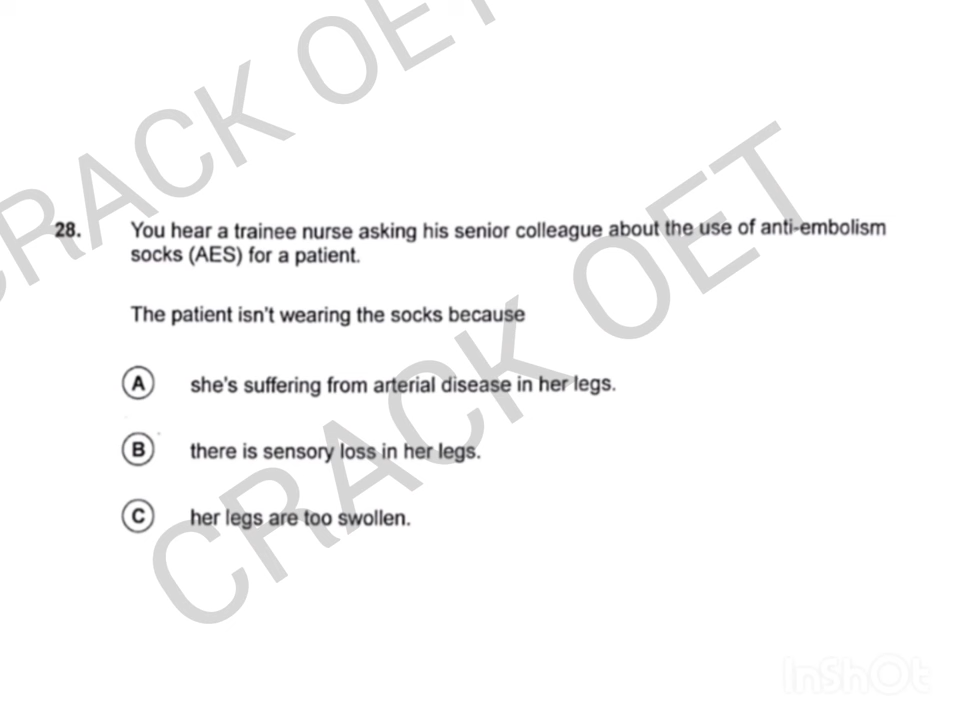 CRACK OET
28. You hear a trainee nurse asking his senior colleague about the use of anti-embolism
socks (AES) for a patient.
The patient isn't wearing the socks because
A she's suffering from arterial disease in her legs.
B there is sensory loss in her legs.
C her legs are too swollen.
CRACK OET
InShOt